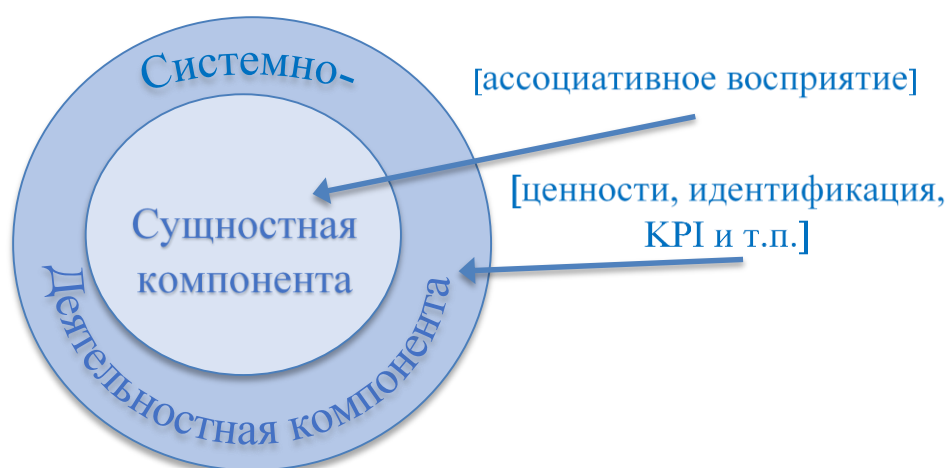 Системно-
[ассоциативное восприятие]
[ценности, идентификация,
KPI и т.п.]
Сущностная
компонента
Деятельностная компонента